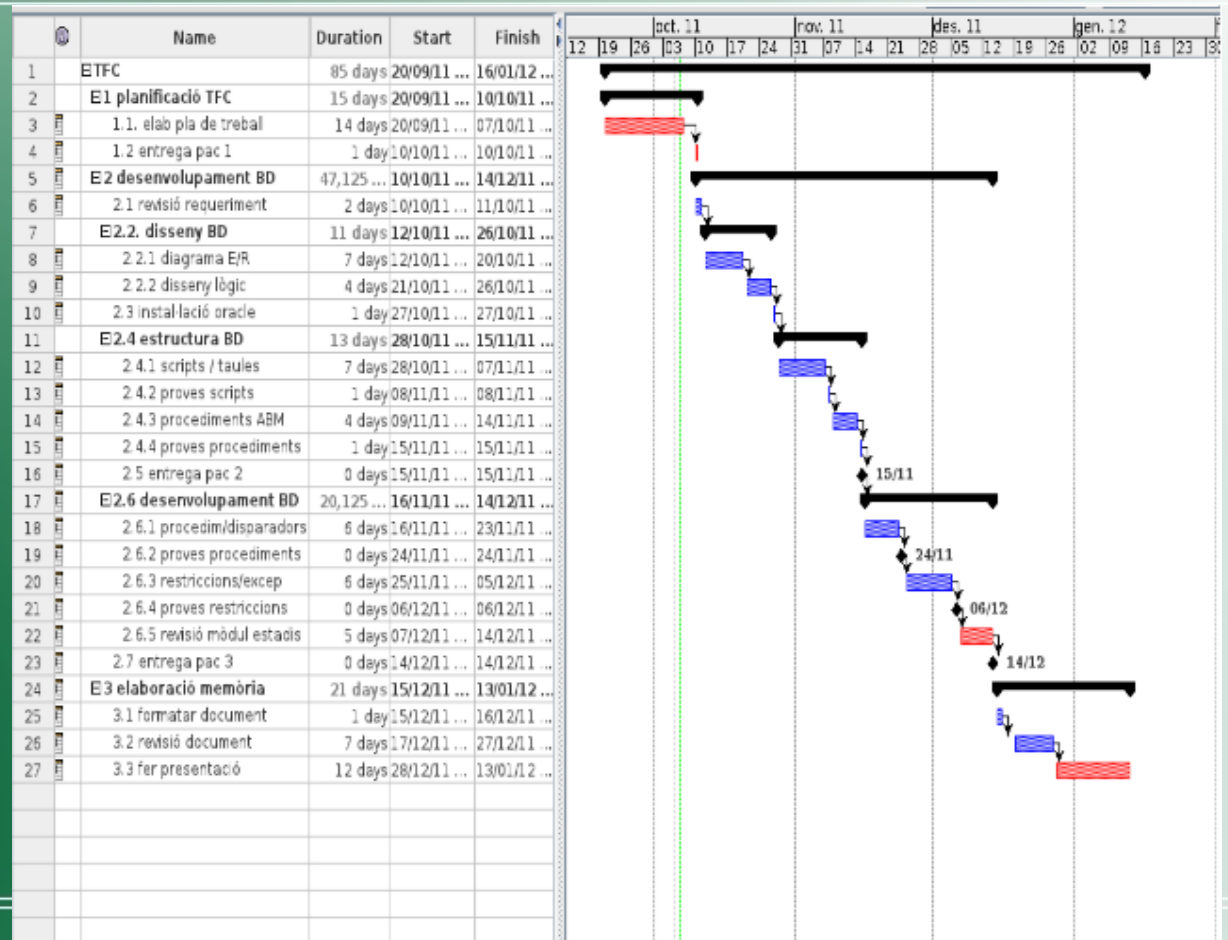 Name Duration Start Finish
oct. 11 nov. 11 des. 11 gen. 12
12 19 26 03 10 17 24 31 07 14 21 28 05 12 19 26 02 09 16 23
1 TFC 85 days 20/09/11 ... 16/01/12 ...
2 1 planificació TFC 15 days 20/09/11 ... 10/10/11 ...
3 1.1. elab pla de trebal 14 days 20/09/11 ... 07/10/11 ...
4 1.2 entrega pac 1 1 day 10/10/11 ... 10/10/11 ...
5 2 desenvolupament BD 47,125 ... 10/10/11 ... 14/12/11 ...
6 2.1 revisió requeriment 2 days 10/10/11 ... 11/10/11 ...
7 2.2. disseny BD 11 days 12/10/11 ... 26/10/11 ...
8 2.2.1 diagrama E/R 7 days 12/10/11 ... 20/10/11 ...
9 2.2.2 disseny lògic 4 days 21/10/11 ... 26/10/11 ...
10 2.3 instal·lació oracle 1 day 27/10/11 ... 27/10/11 ...
11 2.4 estructura BD 13 days 28/10/11 ... 15/11/11 ...
12 2.4.1 scripts / taules 7 days 28/10/11 ... 07/11/11 ...
13 2.4.2 proves scripts 1 day 08/11/11 ... 08/11/11 ...
14 2.4.3 procediments ABM 4 days 09/11/11 ... 14/11/11 ...
15 2.4.4 proves procediments 1 day 15/11/11 ... 15/11/11 ...
16 2.5 entrega pac 2 0 days 15/11/11 ... 15/11/11 ... 15/11
17 2.6 desenvolupament BD 20,125 ... 16/11/11 ... 14/12/11 ...
18 2.6.1 procedim/disparadors 6 days 16/11/11 ... 23/11/11 ...
19 2.6.2 proves procediments 0 days 24/11/11 ... 24/11/11 ... 24/11
20 2.6.3 restriccions/excep 6 days 25/11/11 ... 05/12/11 ...
21 2.6.4 proves restriccions 0 days 06/12/11 ... 06/12/11 ... 06/12
22 2.6.5 revisió mòdul estadis 5 days 07/12/11 ... 14/12/11 ...
23 2.7 entrega pac 3 0 days 14/12/11 ... 14/12/11 ... 14/12
24 3 elaboració memòria 21 days 15/12/11 ... 13/01/12 ...
25 3.1 formatar document 1 day 15/12/11 ... 16/12/11 ...
26 3.2 revisió document 7 days 17/12/11 ... 27/12/11 ...
27 3.3 fer presentació 12 days 28/12/11 ... 13/01/12 ...